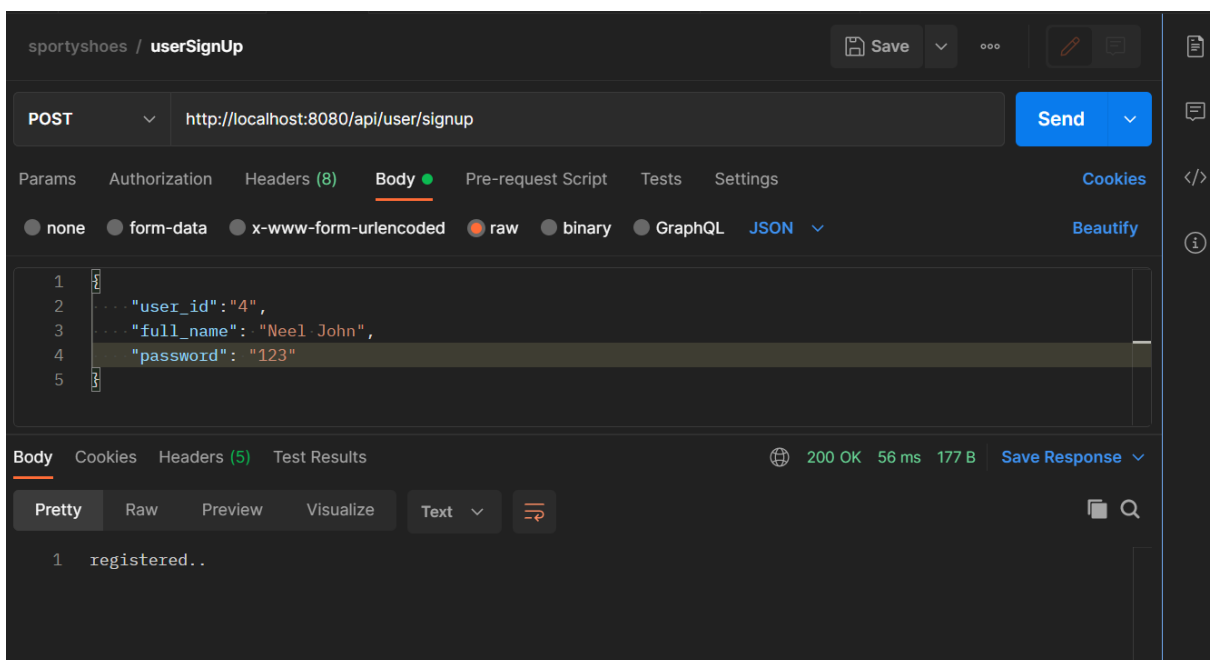 sportyshoes / userSignUp Save
POST http://localhost:8080/api/user/signup Send
Params Authorization Headers (8) Body Pre-request Script Tests Settings Cookies
none form-data x-www-form-urlencoded raw binary GraphQL JSON Beautify
1 {
2 "user_id":"4",
3 "full_name": "Neel John",
4 "password": "123"
5 }
Body Cookies Headers (5) Test Results 200 OK 56 ms 177 B Save Response
Pretty Raw Preview Visualize Text
1 registered..